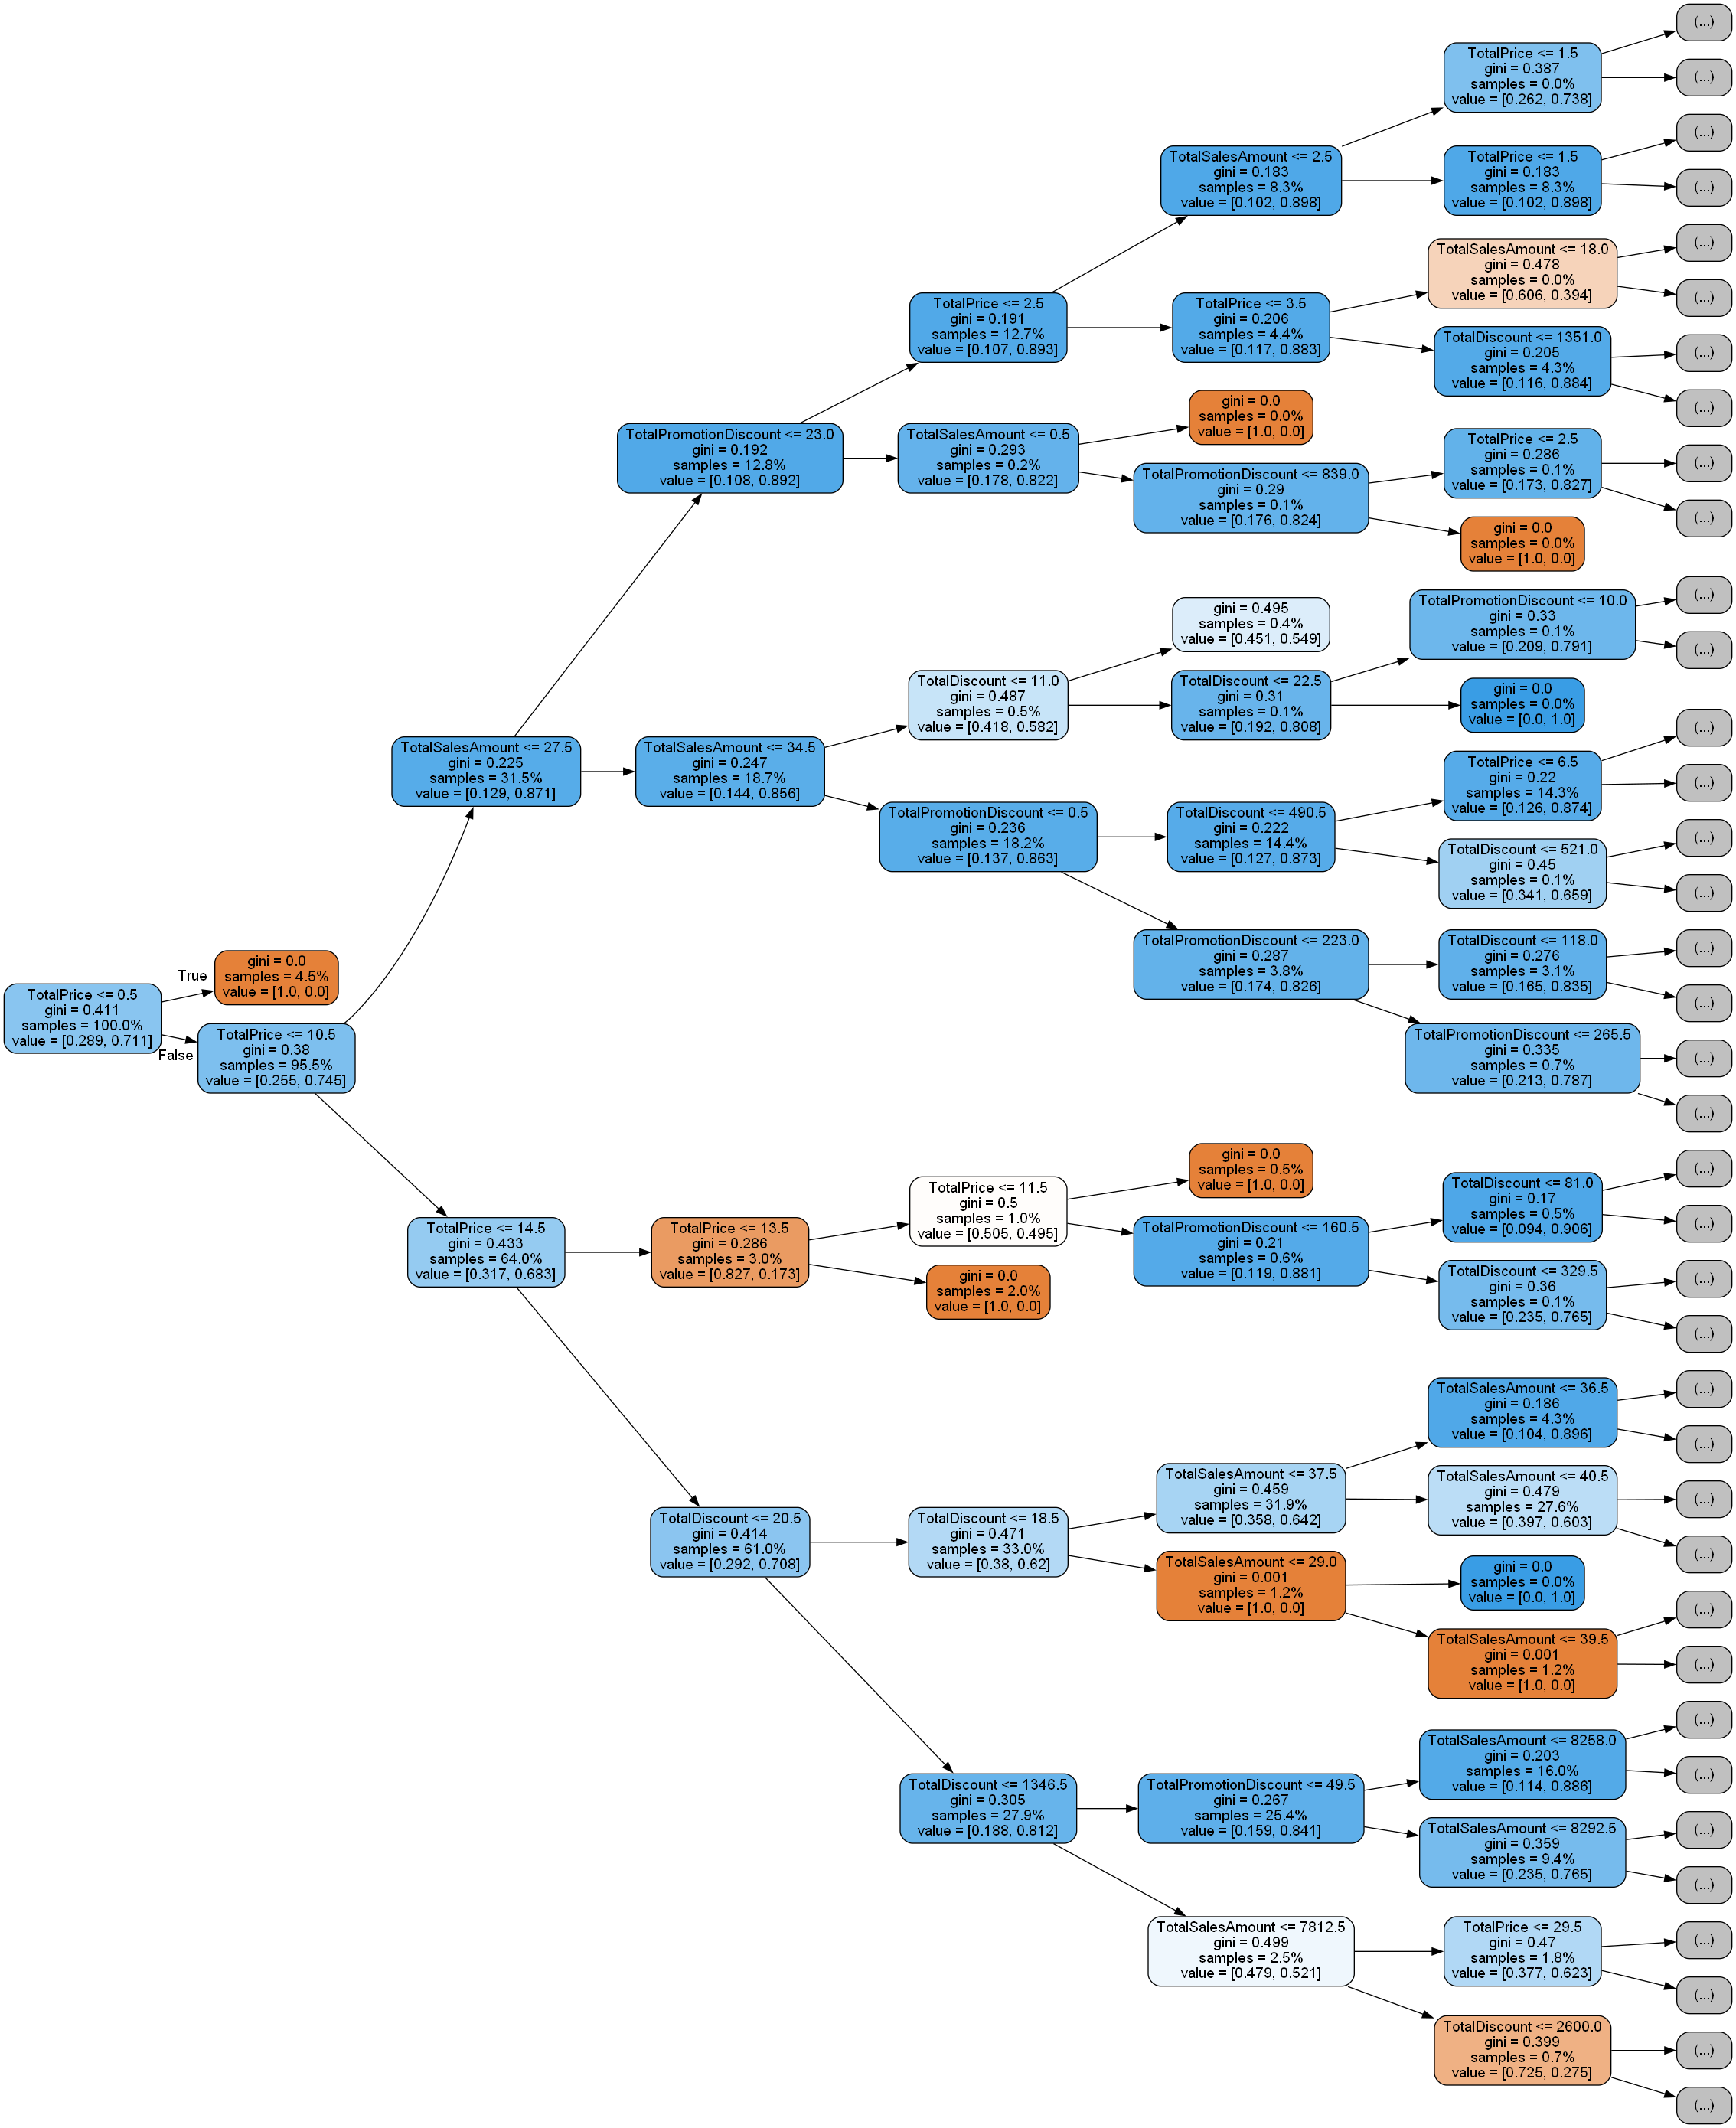 (...)
TotalPrice <= 1.5
gini = 0.387
samples = 0.0%
value = [0.262, 0.738]
(...)
(...)
TotalSalesAmount <= 2.5
gini = 0.183
samples = 8.3%
value = [0.102, 0.898]
TotalPrice <= 1.5
gini = 0.183
samples = 8.3%
value = [0.102, 0.898]
(...)
(...)
TotalSalesAmount <= 18.0
gini = 0.478
samples = 0.0%
value = [0.606, 0.394]
(...)
TotalPrice <= 2.5
gini = 0.191
samples = 12.7%
value = [0.107, 0.893]
TotalPrice <= 3.5
gini = 0.206
samples = 4.4%
value = [0.117, 0.883]
(...)
TotalDiscount <= 1351.0
gini = 0.205
samples = 4.3%
value = [0.116, 0.884]
(...)
gini = 0.0
samples = 0.0%
value = [1.0, 0.0]
TotalPromotionDiscount <= 23.0
gini = 0.192
samples = 12.8%
value = [0.108, 0.892]
TotalSalesAmount <= 0.5
gini = 0.293
samples = 0.2%
value = [0.178, 0.822]
TotalPrice <= 2.5
gini = 0.286
samples = 0.1%
value = [0.173, 0.827]
(...)
TotalPromotionDiscount <= 839.0
gini = 0.29
samples = 0.1%
value = [0.176, 0.824]
(...)
gini = 0.0
samples = 0.0%
value = [1.0, 0.0]
(...)
gini = 0.495
samples = 0.4%
value = [0.451, 0.549]
TotalPromotionDiscount <= 10.0
gini = 0.33
samples = 0.1%
value = [0.209, 0.791]
(...)
TotalDiscount <= 11.0
gini = 0.487
samples = 0.5%
value = [0.418, 0.582]
TotalDiscount <= 22.5
gini = 0.31
samples = 0.1%
value = [0.192, 0.808]
gini = 0.0
samples = 0.0%
value = [0.0, 1.0]
(...)
TotalSalesAmount <= 27.5
gini = 0.225
samples = 31.5%
value = [0.129, 0.871]
TotalSalesAmount <= 34.5
gini = 0.247
samples = 18.7%
value = [0.144, 0.856]
TotalPrice <= 6.5
gini = 0.22
samples = 14.3%
value = [0.126, 0.874]
(...)
TotalPromotionDiscount <= 0.5
gini = 0.236
samples = 18.2%
value = [0.137, 0.863]
TotalDiscount <= 490.5
gini = 0.222
samples = 14.4%
value = [0.127, 0.873]
(...)
TotalDiscount <= 521.0
gini = 0.45
samples = 0.1%
value = [0.341, 0.659]
(...)
TotalPromotionDiscount <= 223.0
gini = 0.287
samples = 3.8%
value = [0.174, 0.826]
TotalDiscount <= 118.0
gini = 0.276
samples = 3.1%
value = [0.165, 0.835]
(...)
(...)
True
gini = 0.0
samples = 4.5%
value = [1.0, 0.0]
TotalPrice <= 0.5
gini = 0.411
samples = 100.0%
value = [0.289, 0.711]
False
TotalPrice <= 10.5
gini = 0.38
samples = 95.5%
value = [0.255, 0.745]
TotalPromotionDiscount <= 265.5
gini = 0.335
samples = 0.7%
value = [0.213, 0.787]
(...)
(...)
gini = 0.0
samples = 0.5%
value = [1.0, 0.0]
(...)
TotalPrice <= 11.5
gini = 0.5
samples = 1.0%
value = [0.505, 0.495]
TotalDiscount <= 81.0
gini = 0.17
samples = 0.5%
value = [0.094, 0.906]
(...)
TotalPrice <= 14.5
gini = 0.433
samples = 64.0%
value = [0.317, 0.683]
TotalPrice <= 13.5
gini = 0.286
samples = 3.0%
value = [0.827, 0.173]
TotalPromotionDiscount <= 160.5
gini = 0.21
samples = 0.6%
value = [0.119, 0.881]
gini = 0.0
samples = 2.0%
value = [1.0, 0.0]
TotalDiscount <= 329.5
gini = 0.36
samples = 0.1%
value = [0.235, 0.765]
(...)
(...)
TotalSalesAmount <= 36.5
gini = 0.186
samples = 4.3%
value = [0.104, 0.896]
(...)
(...)
TotalSalesAmount <= 37.5
gini = 0.459
samples = 31.9%
value = [0.358, 0.642]
TotalSalesAmount <= 40.5
gini = 0.479
samples = 27.6%
value = [0.397, 0.603]
(...)
TotalDiscount <= 20.5
gini = 0.414
samples = 61.0%
value = [0.292, 0.708]
TotalDiscount <= 18.5
gini = 0.471
samples = 33.0%
value = [0.38, 0.62]
(...)
TotalSalesAmount <= 29.0
gini = 0.001
samples = 1.2%
value = [1.0, 0.0]
gini = 0.0
samples = 0.0%
value = [0.0, 1.0]
(...)
TotalSalesAmount <= 39.5
gini = 0.001
samples = 1.2%
value = [1.0, 0.0]
(...)
(...)
TotalSalesAmount <= 8258.0
gini = 0.203
samples = 16.0%
value = [0.114, 0.886]
(...)
TotalDiscount <= 1346.5
gini = 0.305
samples = 27.9%
value = [0.188, 0.812]
TotalPromotionDiscount <= 49.5
gini = 0.267
samples = 25.4%
value = [0.159, 0.841]
(...)
TotalSalesAmount <= 8292.5
gini = 0.359
samples = 9.4%
value = [0.235, 0.765]
(...)
TotalSalesAmount <= 7812.5
gini = 0.499
samples = 2.5%
value = [0.479, 0.521]
TotalPrice <= 29.5
gini = 0.47
samples = 1.8%
value = [0.377, 0.623]
(...)
(...)
TotalDiscount <= 2600.0
gini = 0.399
samples = 0.7%
value = [0.725, 0.275]
(...)
(...)